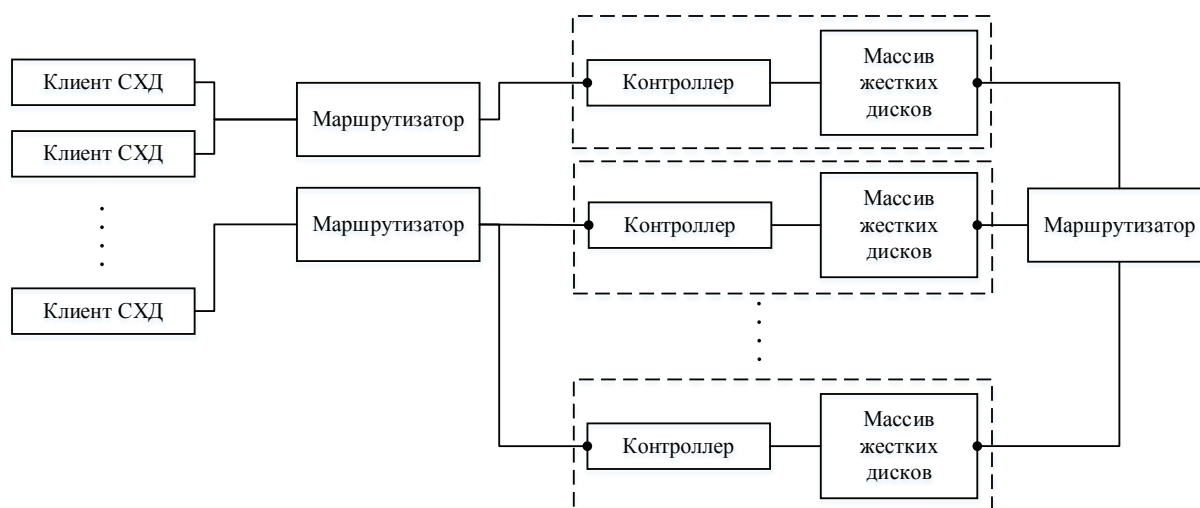 Клиент СХД
Клиент СХД
Клиент СХД
Маршрутизатор
Маршрутизатор
Контроллер
Массив
жестких
дисков
Контроллер
Массив
жестких
дисков
Контроллер
Массив
жестких
дисков
Маршрутизатор